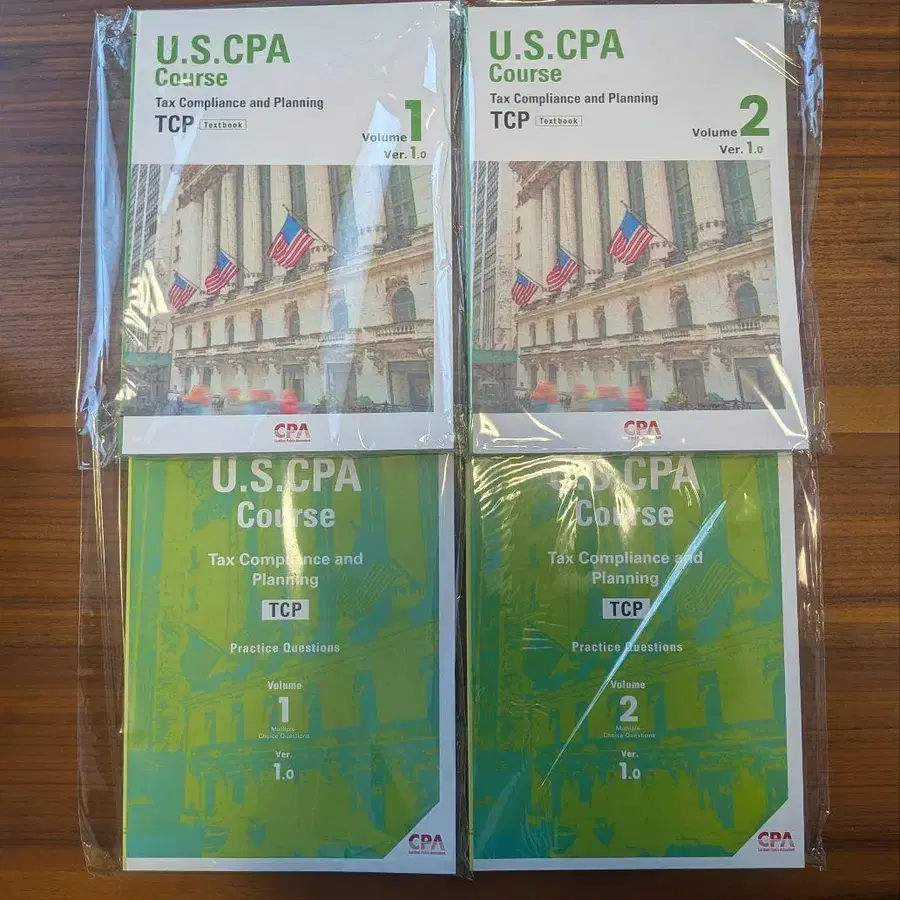 U.S.CPA
Course
Tax Compliance and Planning
TCP Textbook
Volume 1
Ver. 1.0
CPA
U.S.CPA
Course
Tax Compliance and Planning
TCP Textbook
Volume 2
Ver. 1.0
CPA
U.S.CPA
Course
Tax Compliance and
Planning
TCP
Practice Questions
Volume
1
Multiple
Choice Questions
Ver.
1.0
CPA
U.S.CPA
Course
Tax Compliance and
Planning
TCP
Practice Questions
Volume
2
Multiple
Choice Questions
Ver.
1.0
CPA